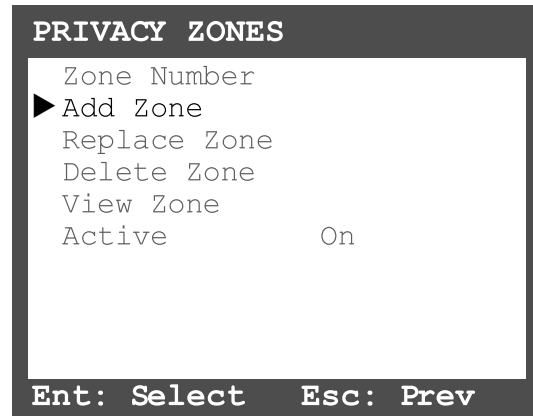 PRIVACY ZONES
Zone Number
Add Zone
Replace Zone
Delete Zone
View Zone
Active On
Ent: Select Esc: Prev